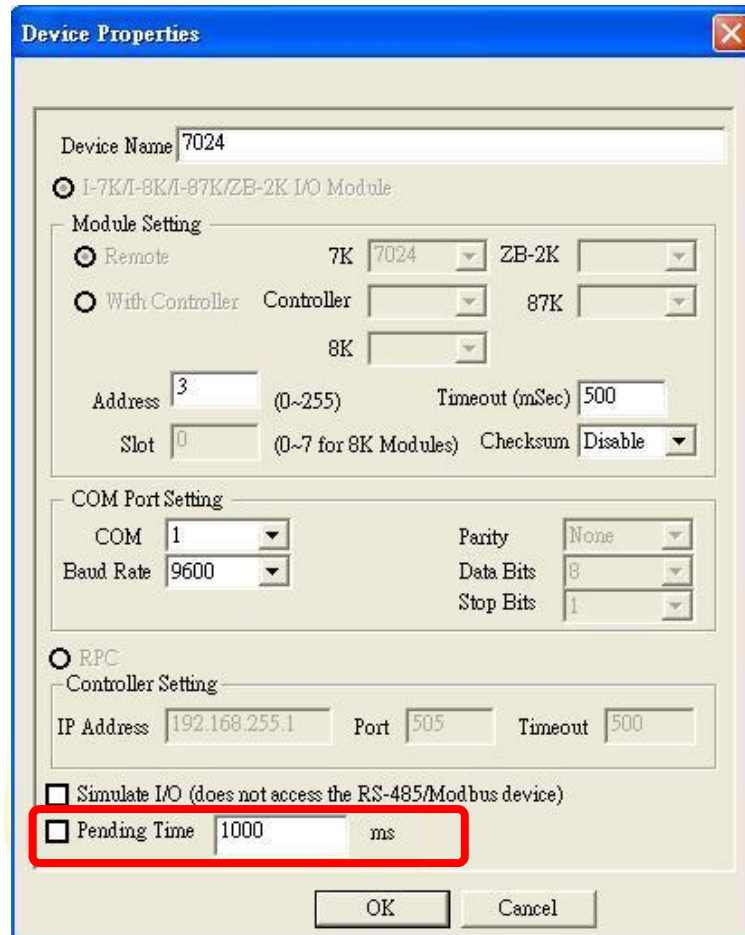 Device Properties
Device Name 7024
I-7K/I-8K/I-87K/ZB-2K I/O Module
Module Setting
Remote 7K 7024 ZB-2K
With Controller Controller 87K
8K
Address 3 (0~255) Timeout (mSec) 500
Slot 0 (0~7 for 8K Modules) Checksum Disable
COM Port Setting
COM 1 Parity None
Baud Rate 9600 Data Bits 8
Stop Bits 1
RPC
Controller Setting
IP Address 192.168.255.1 Port 505 Timeout 500
Simulate I/O (does not access the RS-485/Modbus device)
Pending Time 1000 ms
OK Cancel